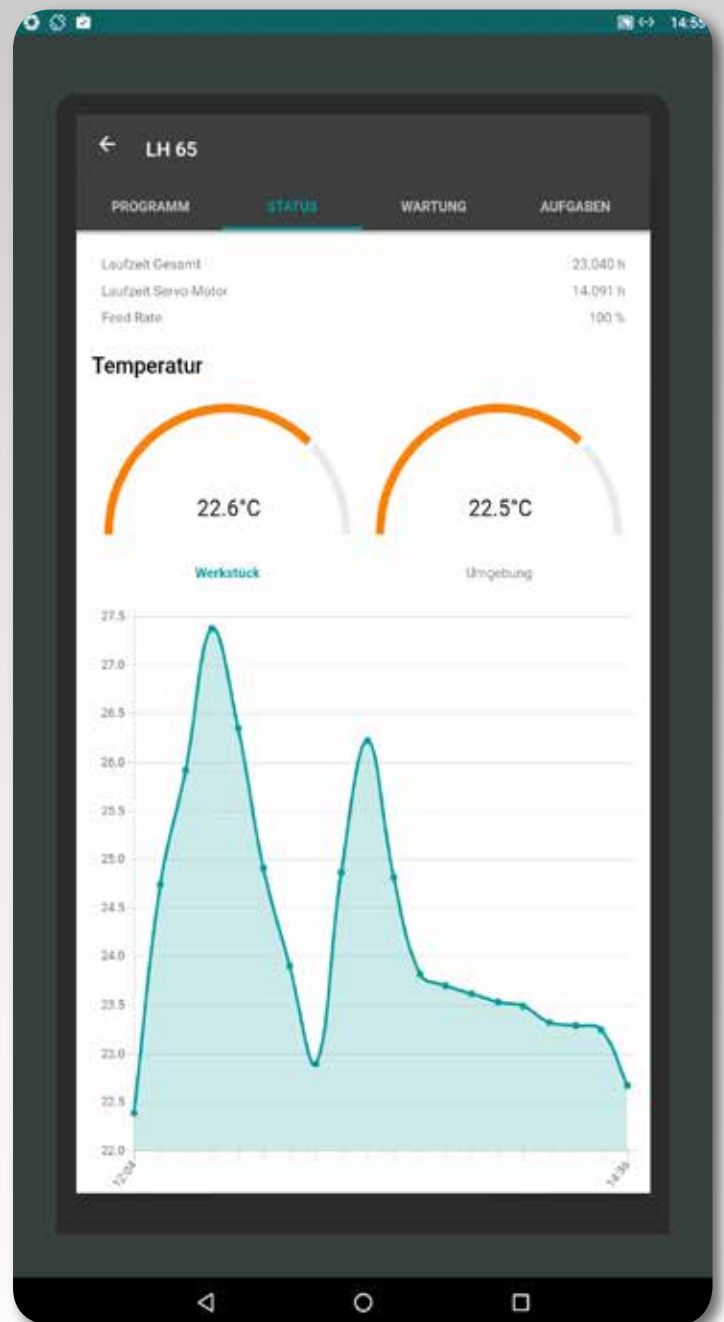 14:55
LH 65
PROGRAMM STATUS WARTUNG AUFGABEN
Laufzeit Gesamt 23.040 h
Laufzeit Servo-Motor 14.091 h
Feed Rate 100 %
Temperatur
22.6°C 22.5°C
Werkstück Umgebung
27.5
27.0
26.5
26.0
25.5
25.0
24.5
24.0
23.5
23.0
22.5
22.0
12:04 14:36